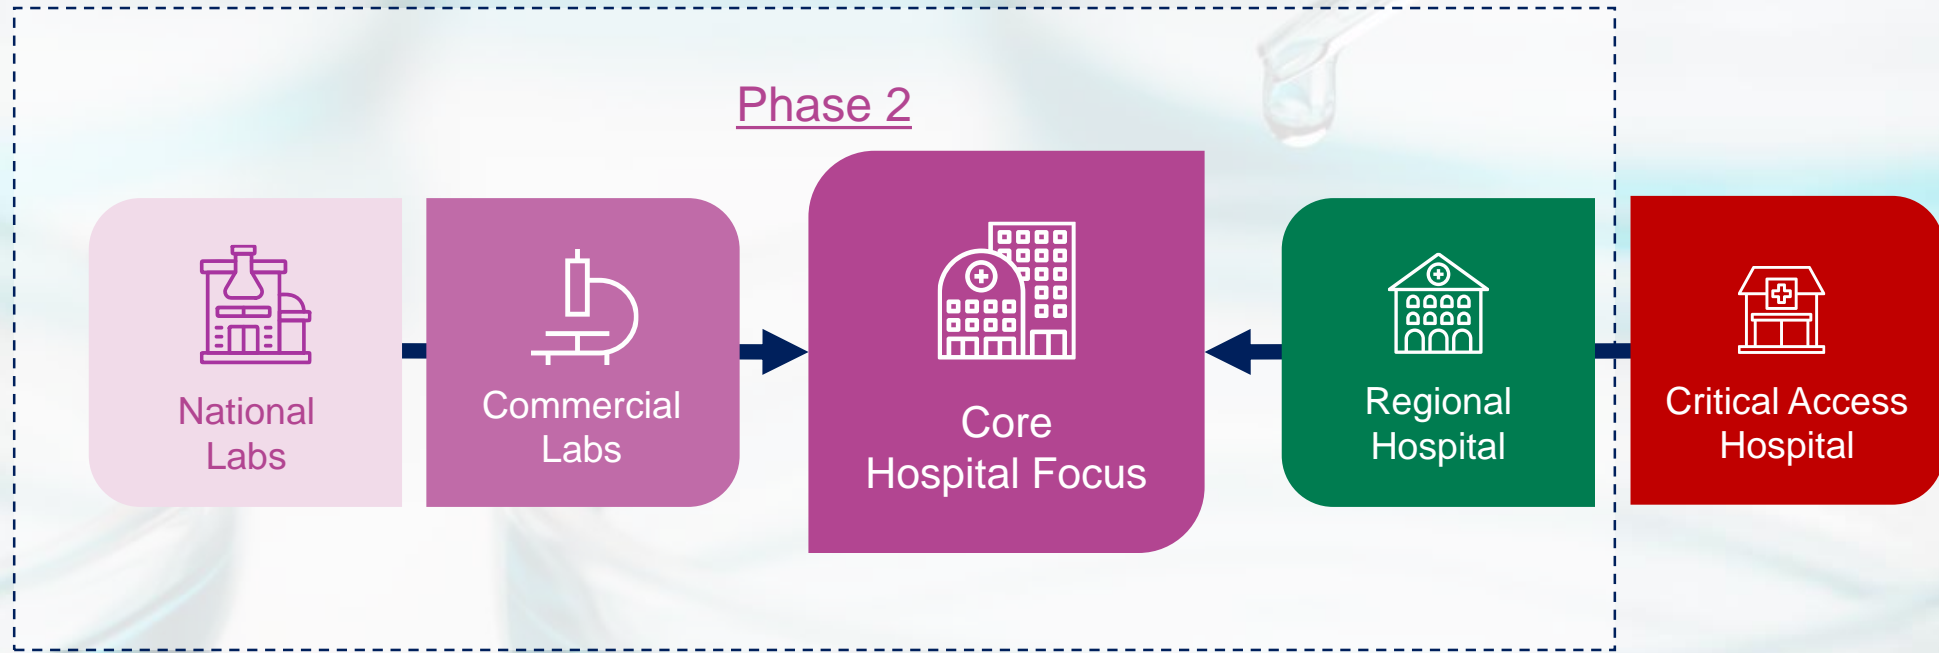 Phase 2
National
Labs
Commercial
Labs
Core
Hospital Focus
Regional
Hospital
Critical Access
Hospital